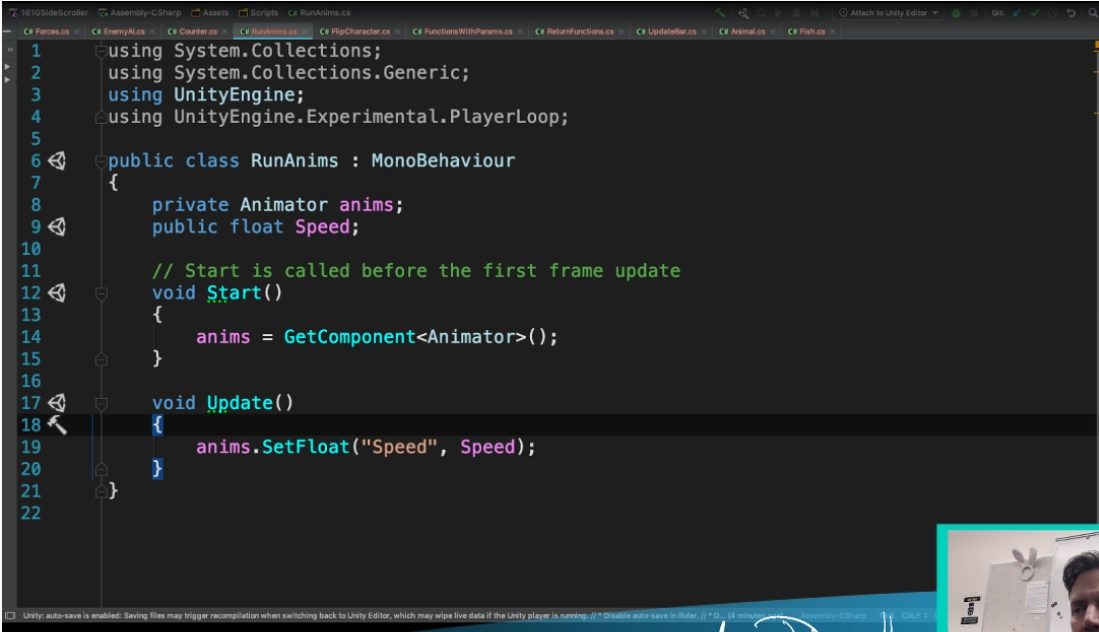 1610SideScroller Assembly-CSharp Assets Scripts C# RunAnims.cs Attach to Unity Editor Git:
C# Forces.cs × C# EnemyAI.cs × C# Counter.cs × C# RunAnims.cs × C# FlipCharacter.cs × C# FunctionsWithParams.cs × C# ReturnFunctions.cs × C# UpdateBar.cs × C# Animal.cs × C# Fish.cs ×
1 using System.Collections;
2 using System.Collections.Generic;
3 using UnityEngine;
4 using UnityEngine.Experimental.PlayerLoop;
5
6 public class RunAnims : MonoBehaviour
7 {
8 private Animator anims;
9 public float Speed;
10
11 // Start is called before the first frame update
12 void Start()
13 {
14 anims = GetComponent<Animator>();
15 }
16
17 void Update()
18 {
19 anims.SetFloat("Speed", Speed);
20 }
21 }
22
Unity: auto-save is enabled: Saving files may trigger recompilation when switching back to Unity Editor, which may wipe live data if the Unity player is running. // * Disable auto-save in Rider. // * D... (4 minutes ago) Assembly-CSharp CRLF